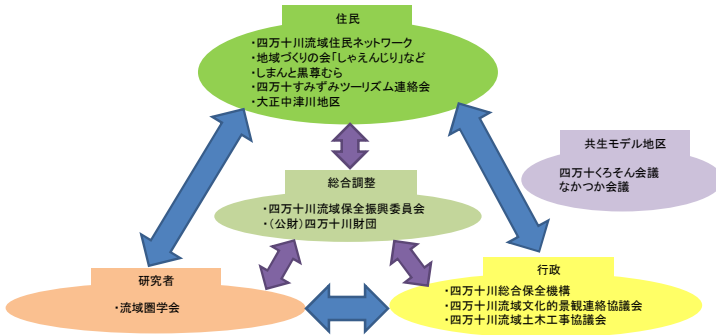 住民
・四万十川流域住民ネットワーク
・地域づくりの会「しゃえんじり」など
・しまんと黒尊むら
・四万十すみずみツーリズム連絡会
・大正中津川地区
共生モデル地区
四万十くろそん会議
なかつか会議
総合調整
・四万十川流域保全振興委員会
・（公財）四万十川財団
研究者
・流域圏学会
行政
・四万十川総合保全機構
・四万十川流域文化的景観連絡協議会
・四万十川流域土木工事協議会